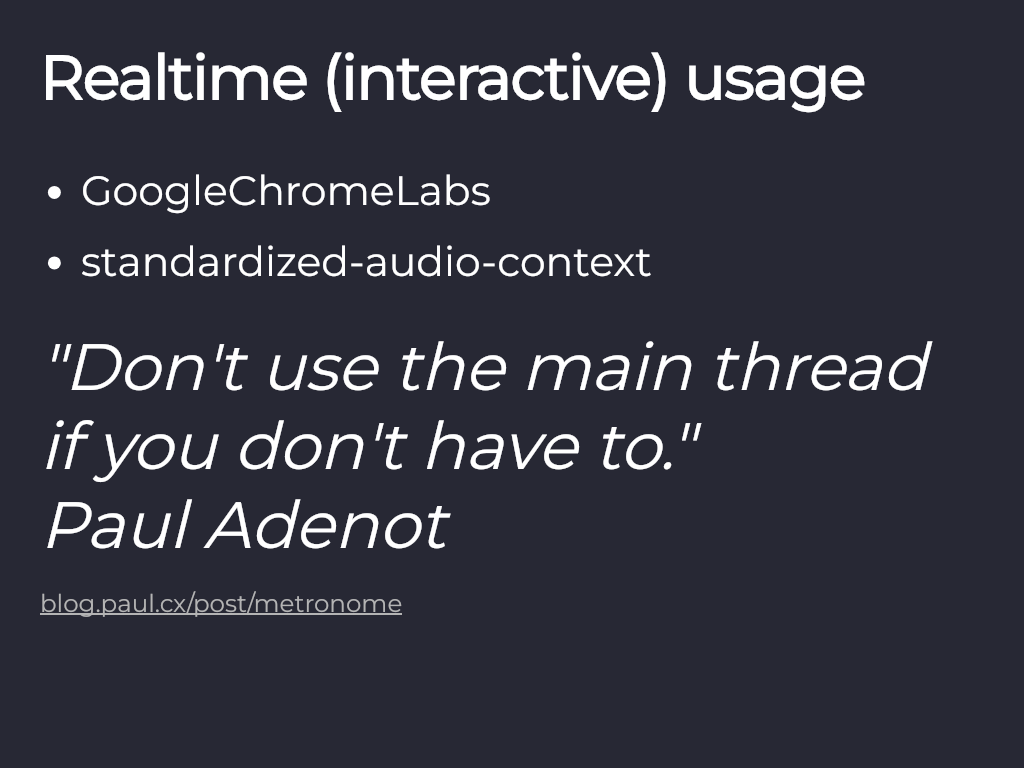 Realtime (interactive) usage
• GoogleChromeLabs
• standardized-audio-context
"Don't use the main thread
if you don't have to."
Paul Adenot
blog.paul.cx/post/metronome